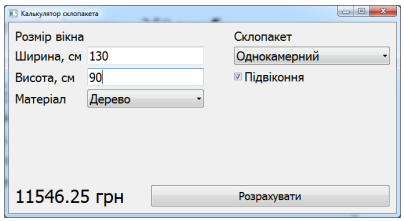 Калькулятор склопакета
Розмір вікна
Склопакет
Ширина, см 130
Однокамерний
Висота, см 90
Підвіконня
Матеріал Дерево
11546.25 грн
Розрахувати